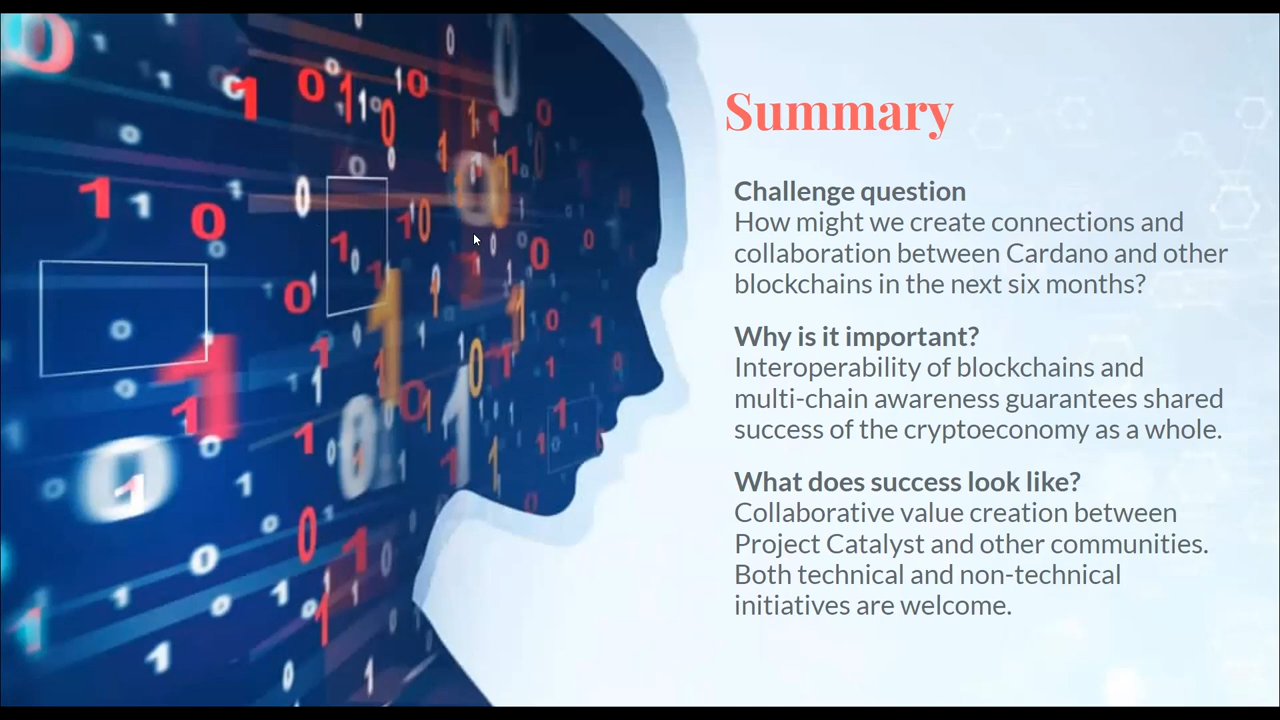 Summary
Challenge question
How might we create connections and
collaboration between Cardano and other
blockchains in the next six months?
Why is it important?
Interoperability of blockchains and
multi-chain awareness guarantees shared
success of the cryptoeconomy as a whole.
What does success look like?
Collaborative value creation between
Project Catalyst and other communities.
Both technical and non-technical
initiatives are welcome.